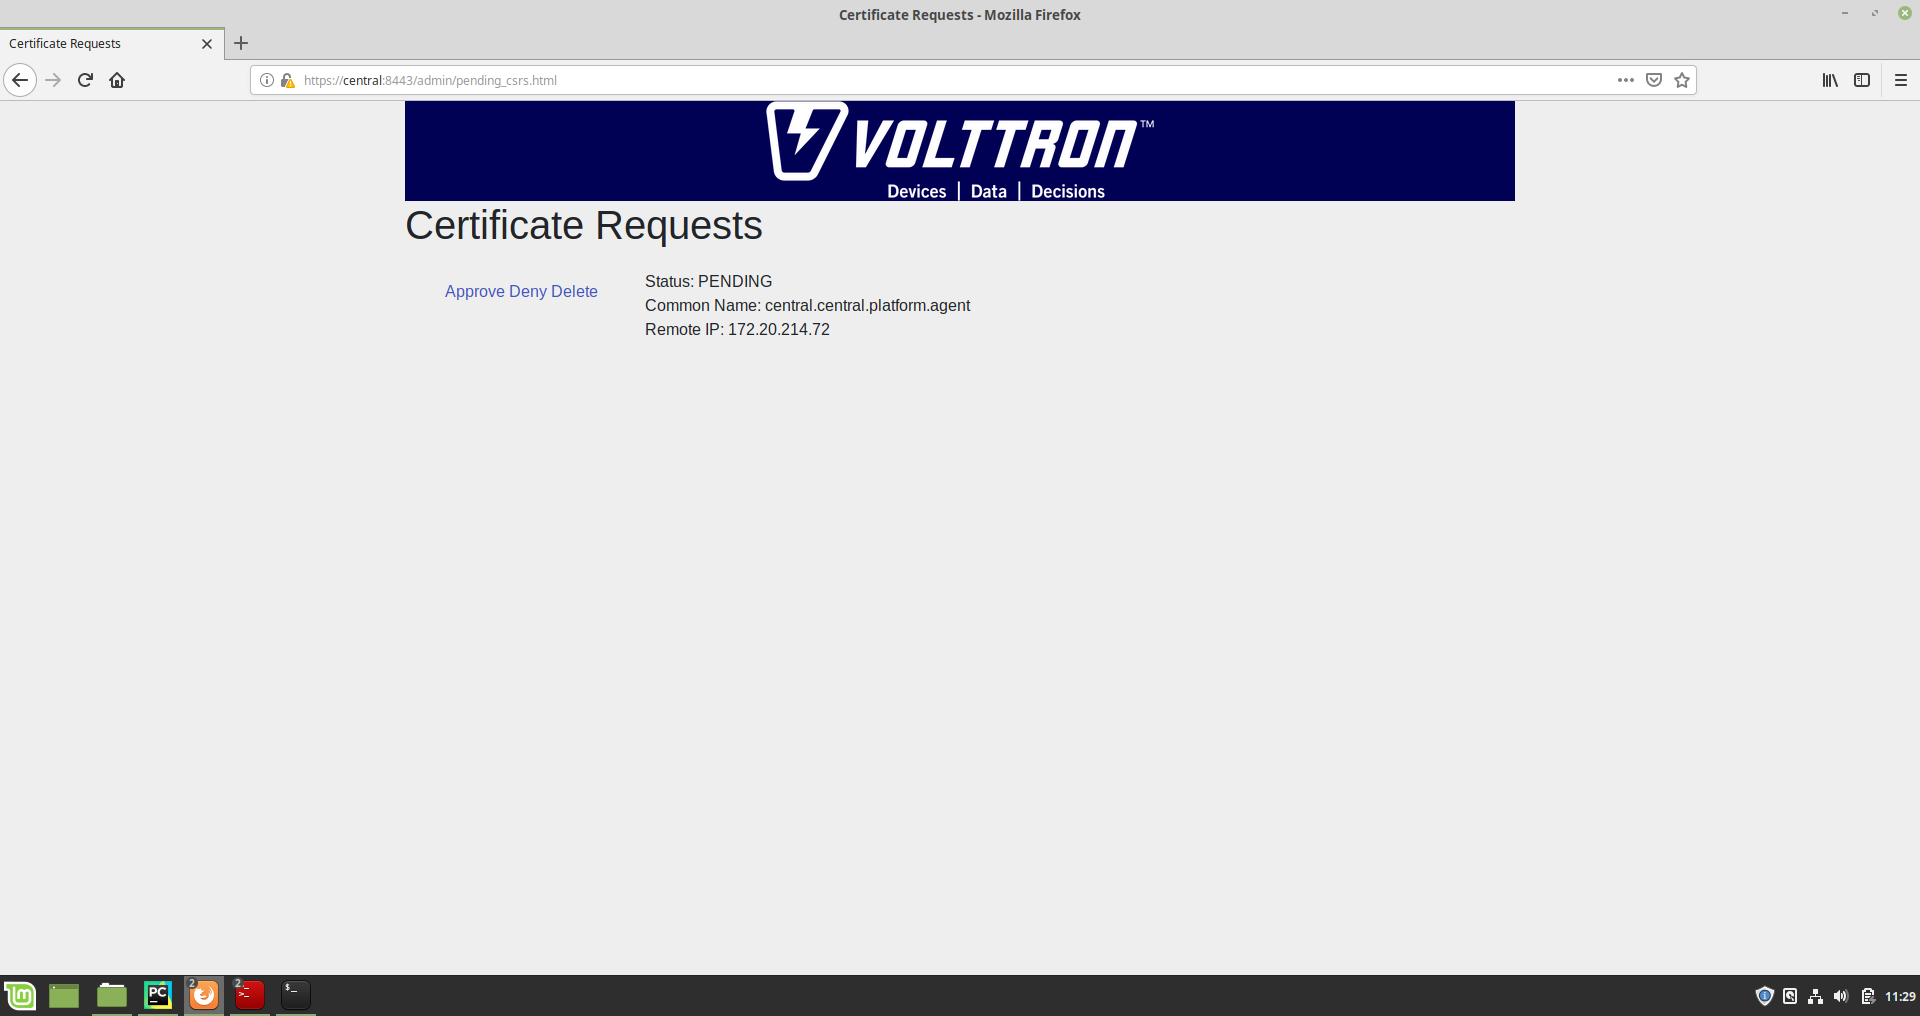 Certificate Requests - Mozilla Firefox
Certificate Requests
https://central:8443/admin/pending_csrs.html
VOLTTRON™
Devices | Data | Decisions
Certificate Requests
Approve Deny Delete
Status: PENDING
Common Name: central.central.platform.agent
Remote IP: 172.20.214.72
PC
2
2
>_
$_
11:29